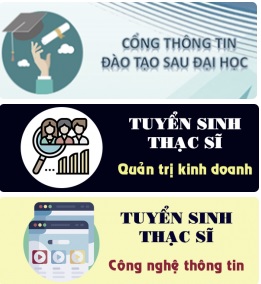 CỔNG THÔNG TIN
ĐÀO TẠO SAU ĐẠI HỌC
TUYỂN SINH
THẠC SĨ
Quản trị kinh doanh
TUYỂN SINH
THẠC SĨ
Công nghệ thông tin